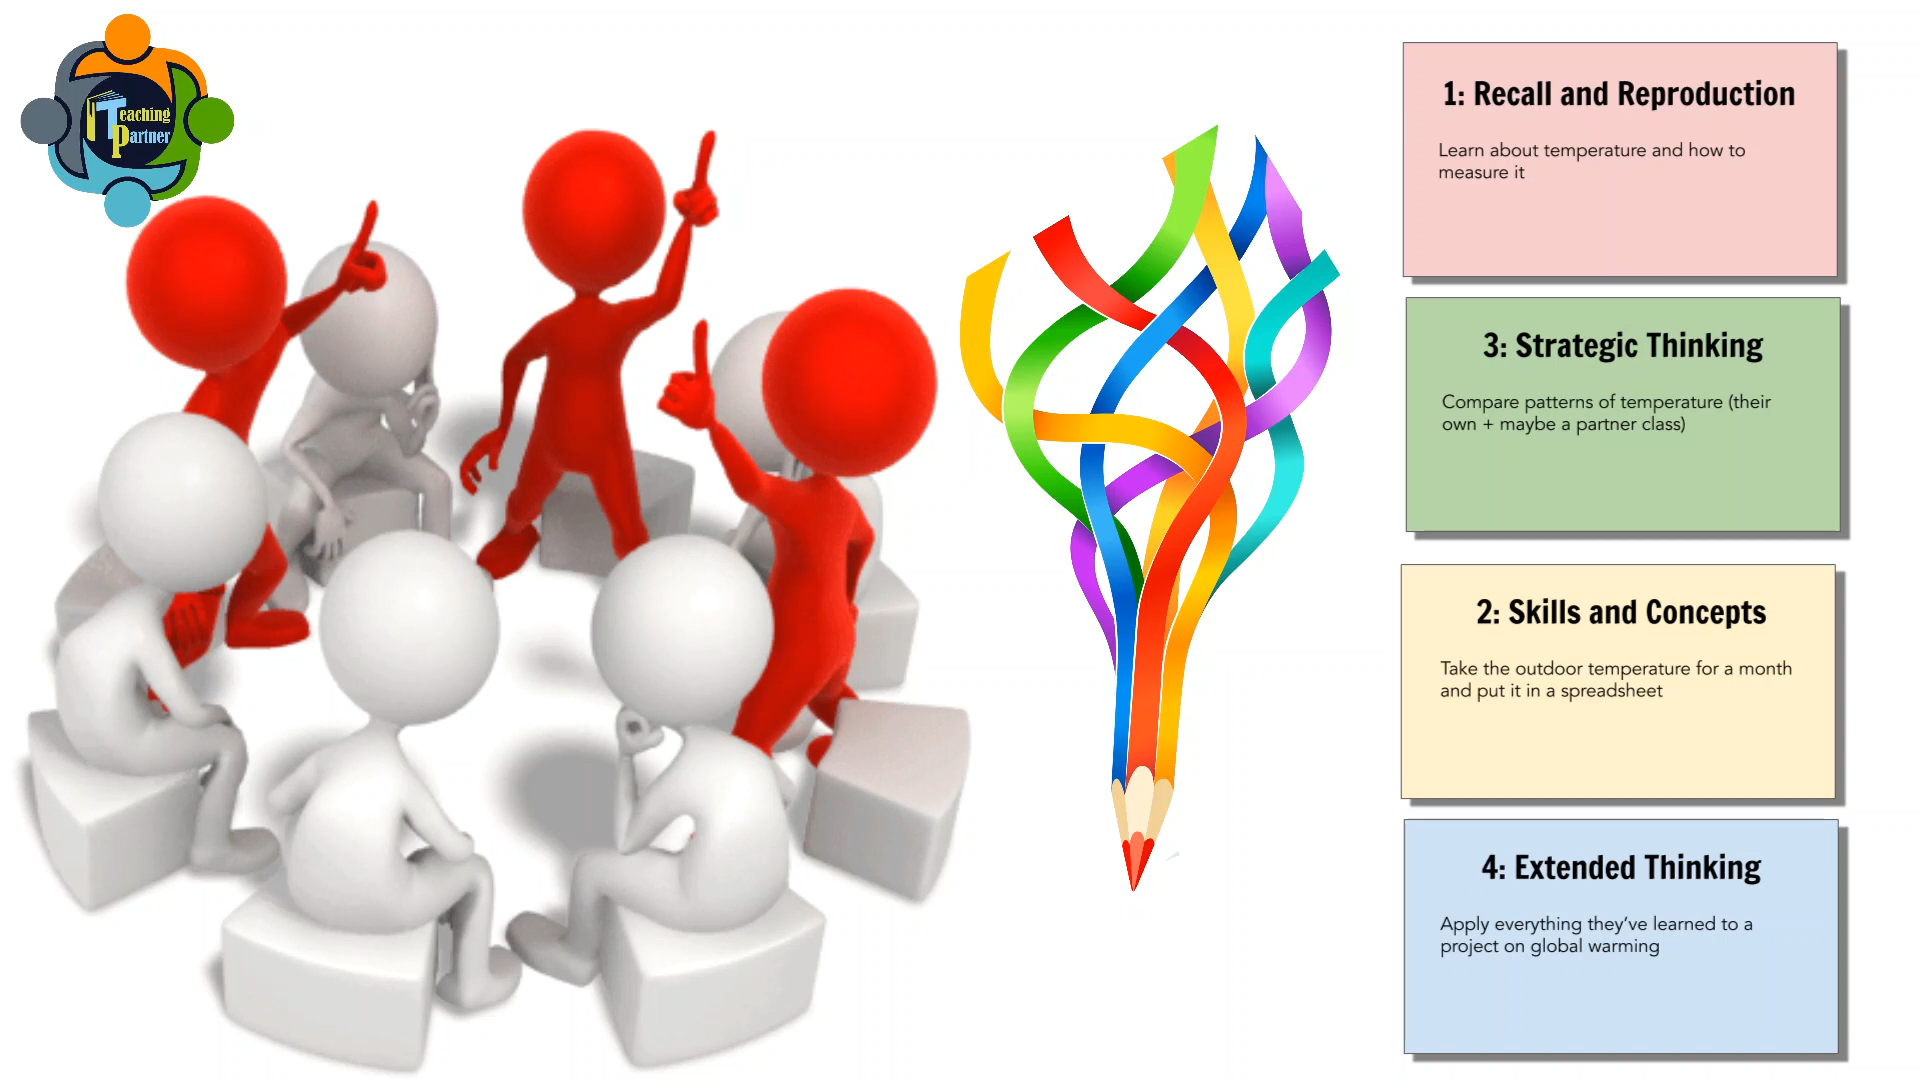 Teaching
Partner
1: Recall and Reproduction
Learn about temperature and how to
measure it
3: Strategic Thinking
Compare patterns of temperature (their
own + maybe a partner class)
2: Skills and Concepts
Take the outdoor temperature for a month
and put it in a spreadsheet
4: Extended Thinking
Apply everything they’ve learned to a
project on global warming